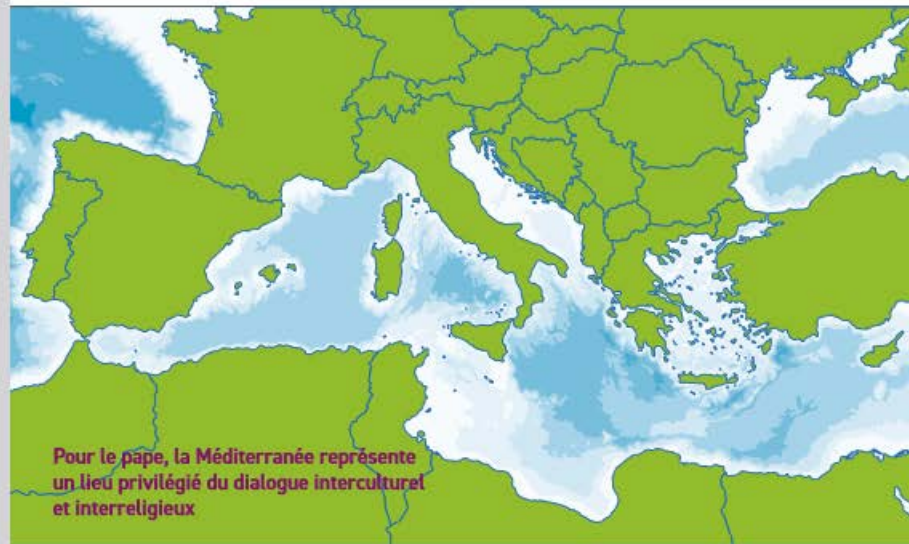 Pour le pape, la Méditerranée représente
un lieu privilégié du dialogue interculturel
et interreligieux